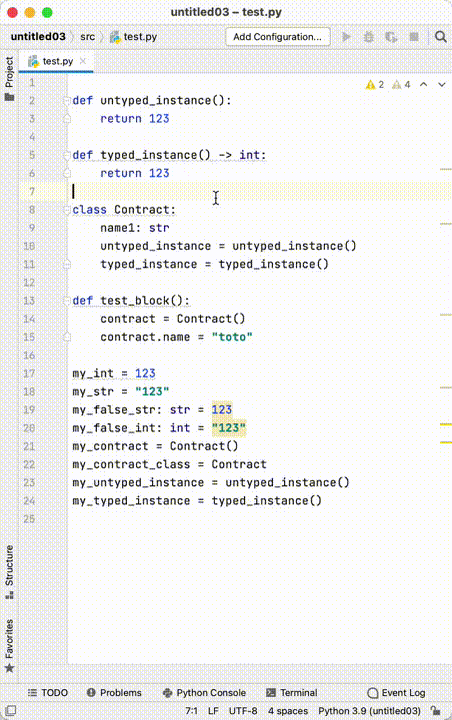 untitled03 – test.py
untitled03 › src › test.py Add Configuration...
Project
test.py ×
1 2 4
2 def untyped_instance():
3 return 123
4
5 def typed_instance() -> int:
6 return 123
7
8 class Contract:
9 name1: str
10 untyped_instance = untyped_instance()
11 typed_instance = typed_instance()
12
13 def test_block():
14 contract = Contract()
15 contract.name = "toto"
16
17 my_int = 123
18 my_str = "123"
19 my_false_str: str = 123
20 my_false_int: int = "123"
21 my_contract = Contract()
22 my_contract_class = Contract
23 my_untyped_instance = untyped_instance()
24 my_typed_instance = typed_instance()
25
Structure
Favorites
TODO Problems Python Console Terminal Event Log
7:1 LF UTF-8 4 spaces Python 3.9 (untitled03)